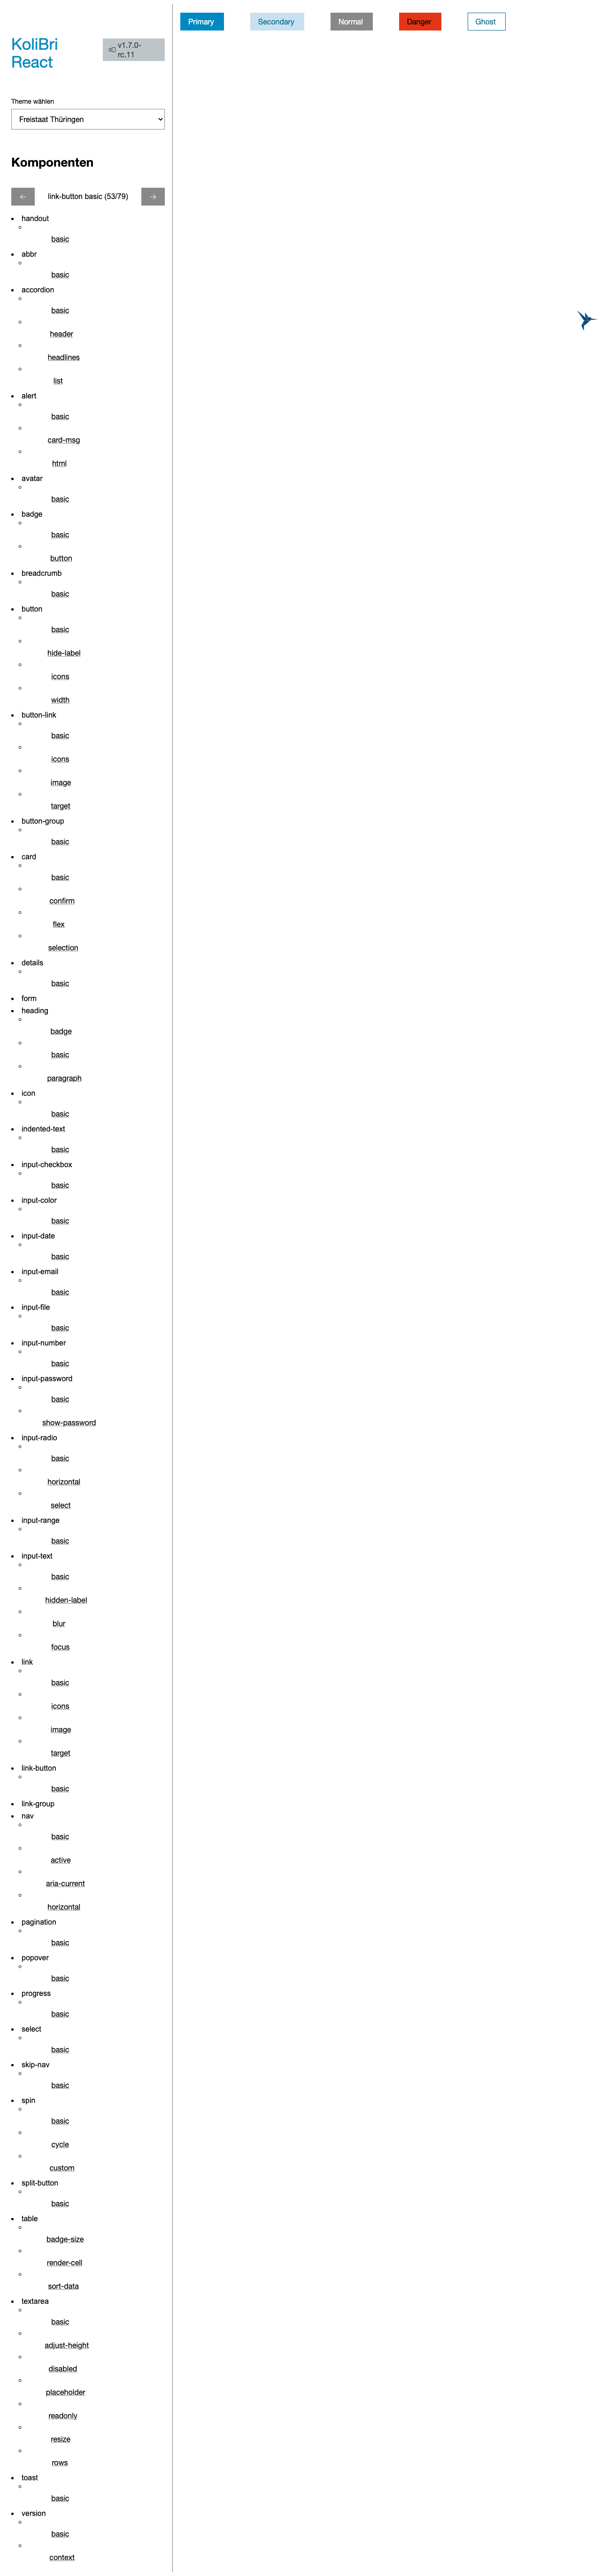 KoliBri
React
v1.7.0-
rc.11
Primary
Secondary
Normal
Danger
Ghost
Theme wählen
Freistaat Thüringen
Komponenten
link-button basic (53/79)
handout
basic
abbr
basic
accordion
basic
header
headlines
list
alert
basic
card-msg
html
avatar
basic
badge
basic
button
breadcrumb
basic
button
basic
hide-label
icons
width
button-link
basic
icons
image
target
button-group
basic
card
basic
confirm
flex
selection
details
basic
form
heading
badge
basic
paragraph
icon
basic
indented-text
basic
input-checkbox
basic
input-color
basic
input-date
basic
input-email
basic
input-file
basic
input-number
basic
input-password
basic
show-password
input-radio
basic
horizontal
select
input-range
basic
input-text
basic
hidden-label
blur
focus
link
basic
icons
image
target
link-button
basic
link-group
nav
basic
active
aria-current
horizontal
pagination
basic
popover
basic
progress
basic
select
basic
skip-nav
basic
spin
basic
cycle
custom
split-button
basic
table
badge-size
render-cell
sort-data
textarea
basic
adjust-height
disabled
placeholder
readonly
resize
rows
toast
basic
version
basic
context